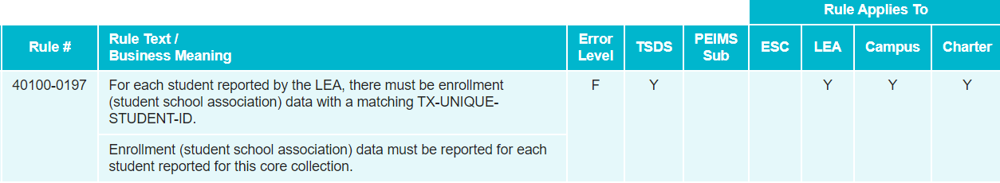 Rule Applies To
Rule #
Rule Text /
Business Meaning
Error
Level
TSDS
PEIMS
Sub
ESC
LEA
Campus
Charter
40100-0197
For each student reported by the LEA, there must be enrollment
(student school association) data with a matching TX-UNIQUE-
STUDENT-ID.
F
Y
Y
Y
Y
Enrollment (student school association) data must be reported for each
student reported for this core collection.